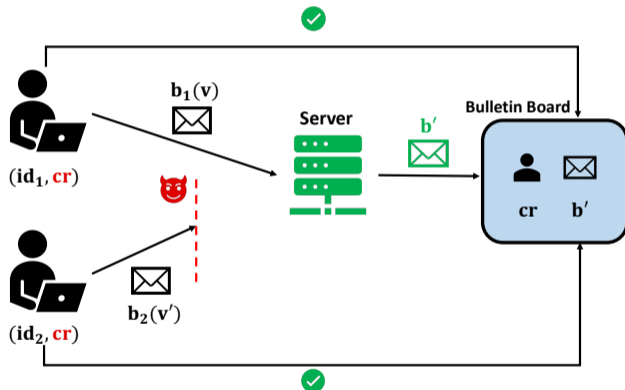 b₁(v)
Server
b′
Bulletin Board
(id₁, cr)
cr b′
b₂(v′)
(id₂, cr)